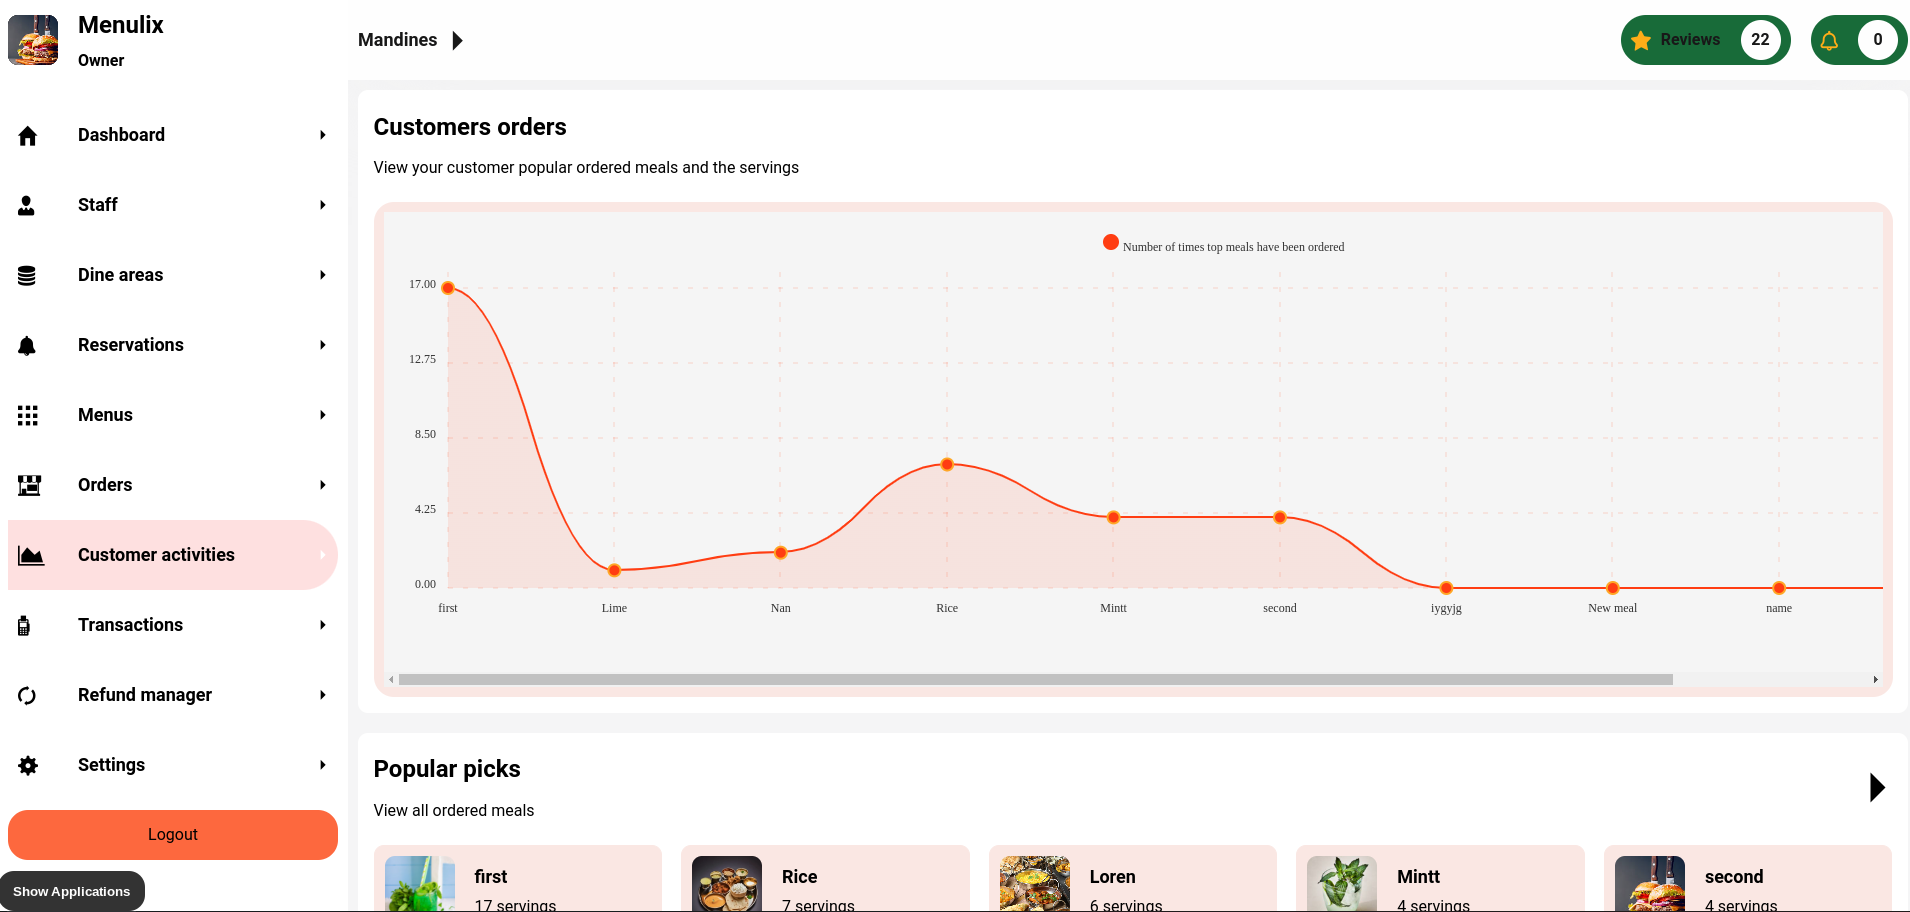 Menulix
Owner
Mandines
Reviews 22
0
Dashboard
Staff
Dine areas
Reservations
Menus
Orders
Customer activities
Transactions
Refund manager
Settings
Logout
Show Applications
Customers orders
View your customer popular ordered meals and the servings
Number of times top meals have been ordered
17.00
12.75
8.50
4.25
0.00
first Lime Nan Rice Mintt second iygyjg New meal name
Popular picks
View all ordered meals
first Rice Loren Mintt second
17 servings 7 servings 6 servings 4 servings 4 servings